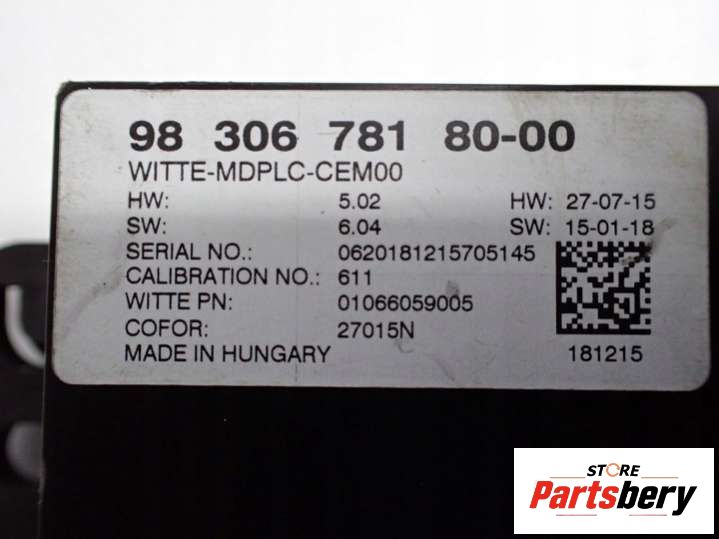 98 306 781 80-00
WITTE-MDPLC-CEM00
HW: 5.02 HW: 27-07-15
SW: 6.04 SW: 15-01-18
SERIAL NO.: 0620181215705145
CALIBRATION NO.: 611
WITTE PN: 01066059005
COFOR: 27015N
MADE IN HUNGARY 181215
STORE
Partsbery